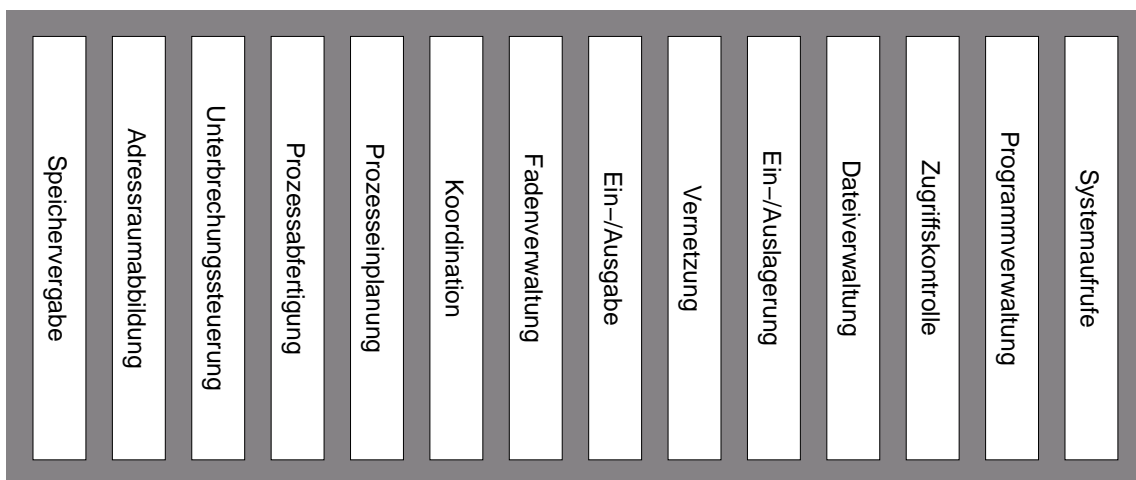 Speichervergabe
Adressraumabbildung
Unterbrechungssteuerung
Prozessabfertigung
Prozesseinplanung
Koordination
Fadenverwaltung
Ein−/Ausgabe
Vernetzung
Ein−/Auslagerung
Dateiverwaltung
Zugriffskontrolle
Programmverwaltung
Systemaufrufe